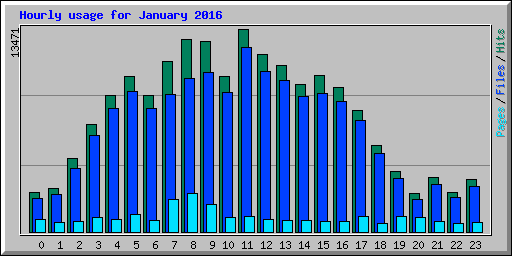 Hourly usage for January 2016
13471
Pages/Files/Hits
0 1 2 3 4 5 6 7 8 9 10 11 12 13 14 15 16 17 18 19 20 21 22 23